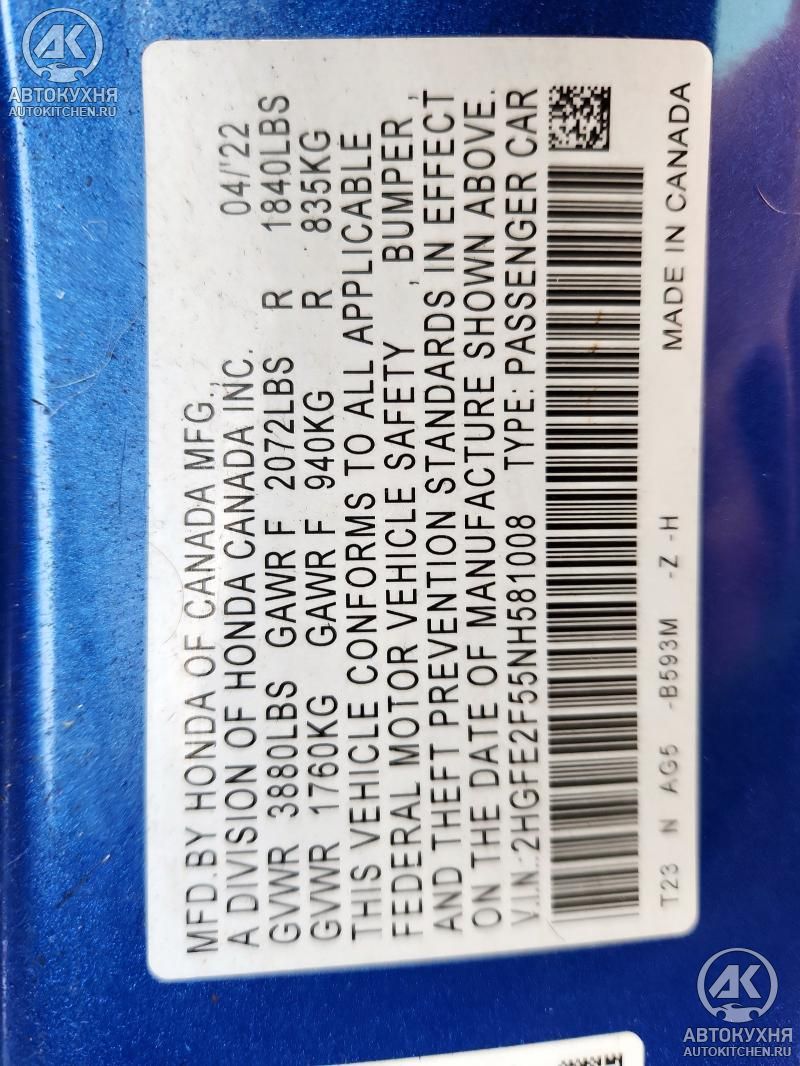 AK
АВТОКУХНЯ
AUTOKITCHEN.RU
MFD.BY HONDA OF CANADA MFG., 04/'22
A DIVISION OF HONDA CANADA INC.
GVWR 3880LBS GAWR F 2072LBS R 1840LBS
GVWR 1760KG GAWR F 940KG R 835KG
THIS VEHICLE CONFORMS TO ALL APPLICABLE
FEDERAL MOTOR VEHICLE SAFETY , BUMPER ,
AND THEFT PREVENTION STANDARDS IN EFFECT
ON THE DATE OF MANUFACTURE SHOWN ABOVE.
V.I.N.:2HGFE2F55NH581008 TYPE: PASSENGER CAR
T23 N AG5 -B593M -Z -H MADE IN CANADA
AK
АВТОКУХНЯ
AUTOKITCHEN.RU